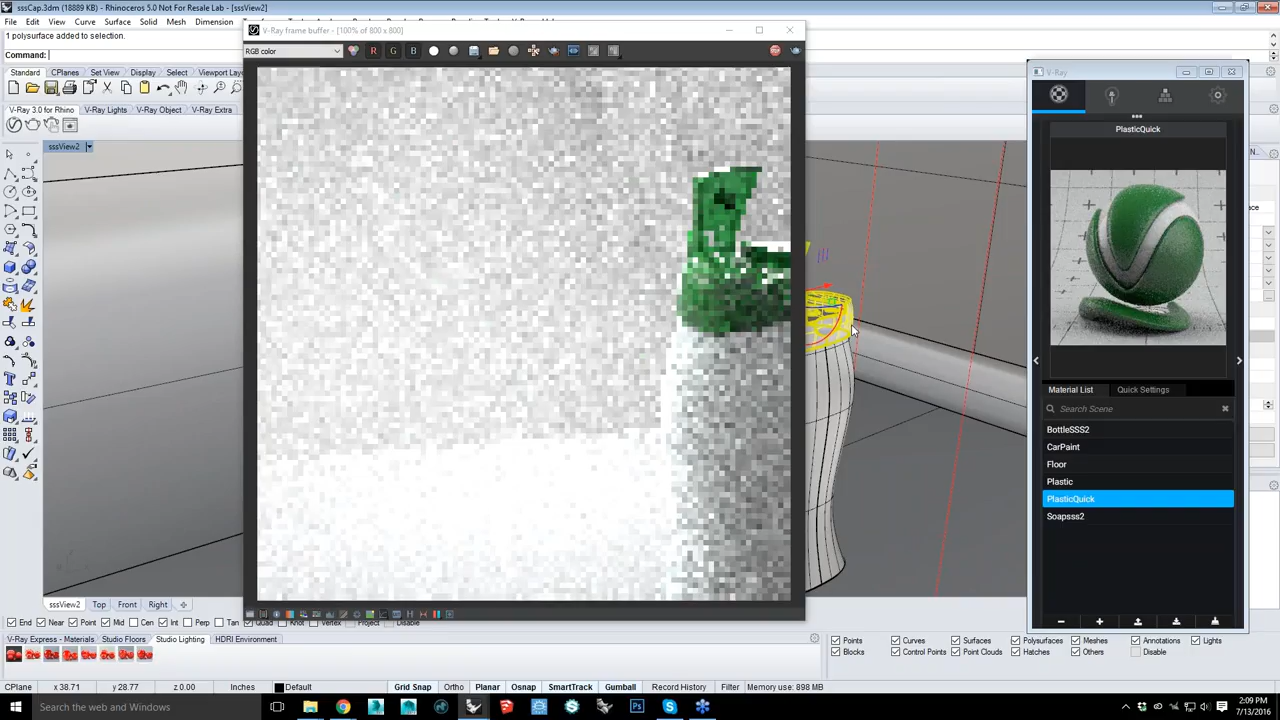 sssCap.3dm (18889 KB) - Rhinoceros 5.0 Not For Resale Lab - [sssView2]
File Edit View Curve Surface Solid Mesh Dimension
1 polysurface added to selection.
Command:
V-Ray frame buffer - [100% of 800 x 800]
RGB color
R G B
Standard CPlanes Set View Display Select Viewport Layo
V-Ray 3.0 for Rhino V-Ray Lights V-Ray Object V-Ray Extra
sssView2
V-Ray
PlasticQuick
Material List Quick Settings
Search Scene
BottleSSS2
CarPaint
Floor
Plastic
PlasticQuick
Soapsss2
sssView2 Top Front Right
End Near Point Mid Cen Int Perp Tan Quad Knot Vertex Project Disable
V-Ray Express - Materials Studio Floors Studio Lighting HDRI Environment
Points Curves Surfaces Polysurfaces Meshes Annotations Lights
Blocks Control Points Point Clouds Hatches Others Disable
CPlane x 38.71 y 28.77 z 0.00 Inches Default Grid Snap Ortho Planar Osnap SmartTrack Gumball Record History Filter Memory use: 898 MB
Search the web and Windows
2:09 PM
7/13/2016